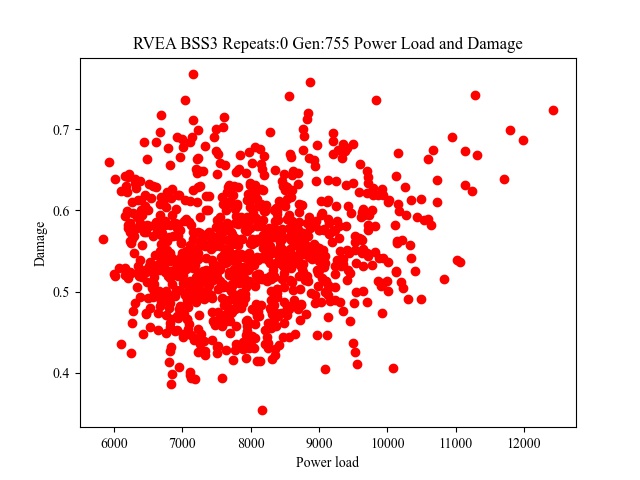 RVEA BSS3 Repeats:0 Gen:755 Power Load and Damage
0.7
0.6
0.5
0.4
Damage
6000 7000 8000 9000 10000 11000 12000
Power load